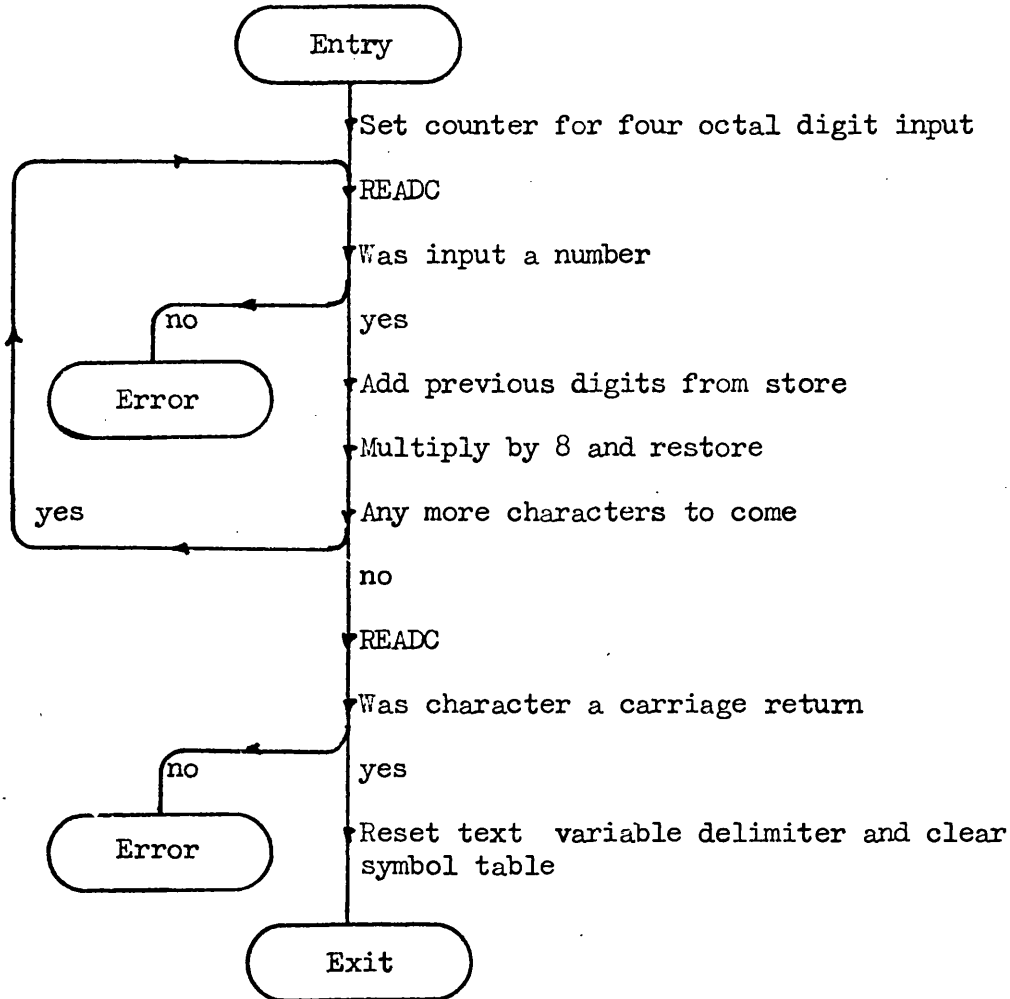 Entry
Set counter for four octal digit input
READC
Was input a number
no
yes
Error
Add previous digits from store
Multiply by 8 and restore
yes
Any more characters to come
no
READC
Was character a carriage return
no
yes
Error
Reset text variable delimiter and clear
symbol table
Exit